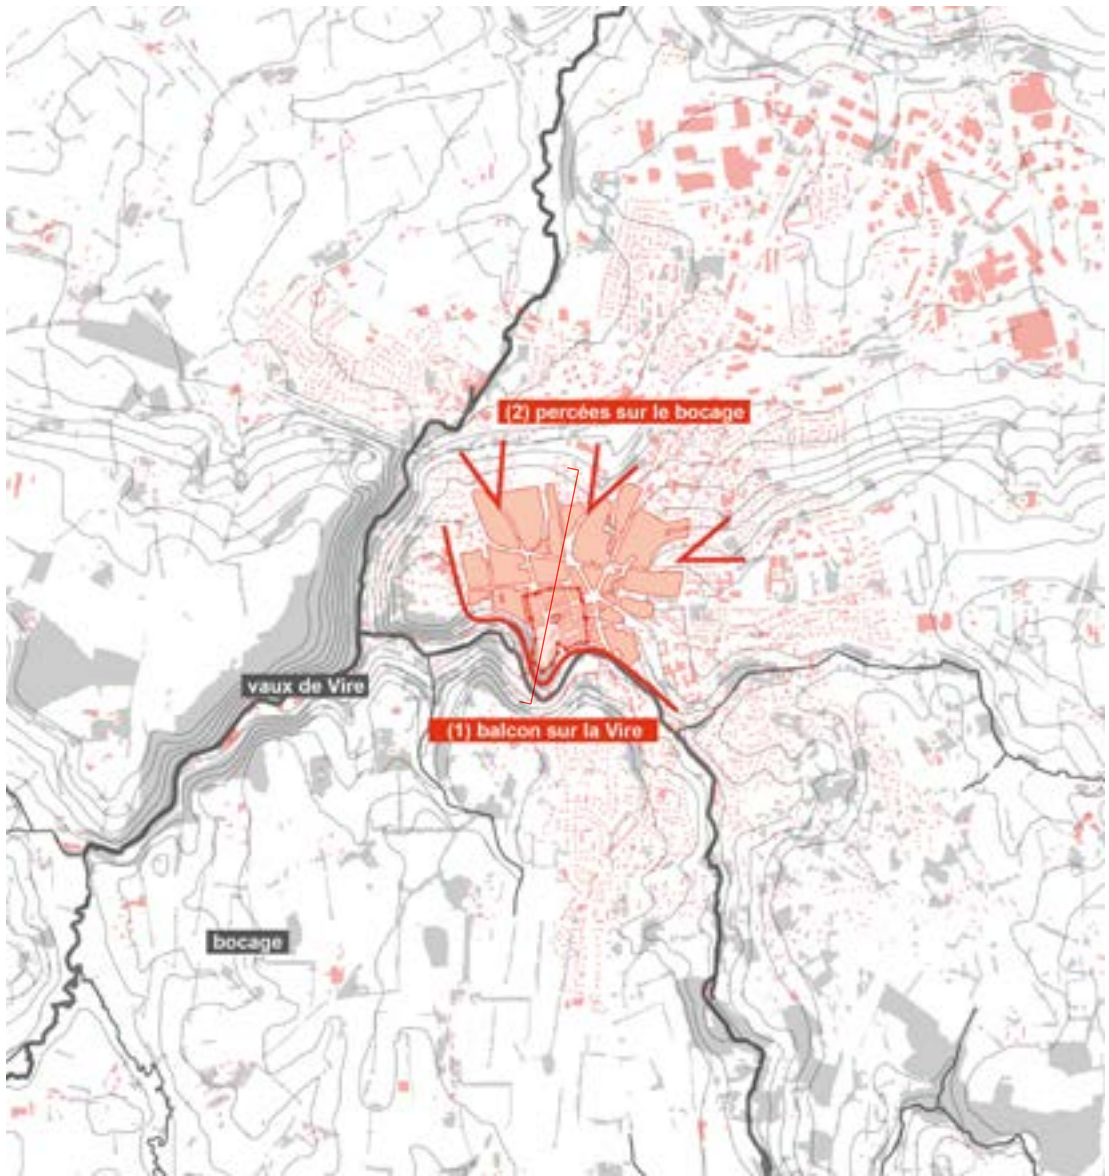 (2) percées sur le bocage
vaux de Vire
(1) balcon sur la Vire
bocage